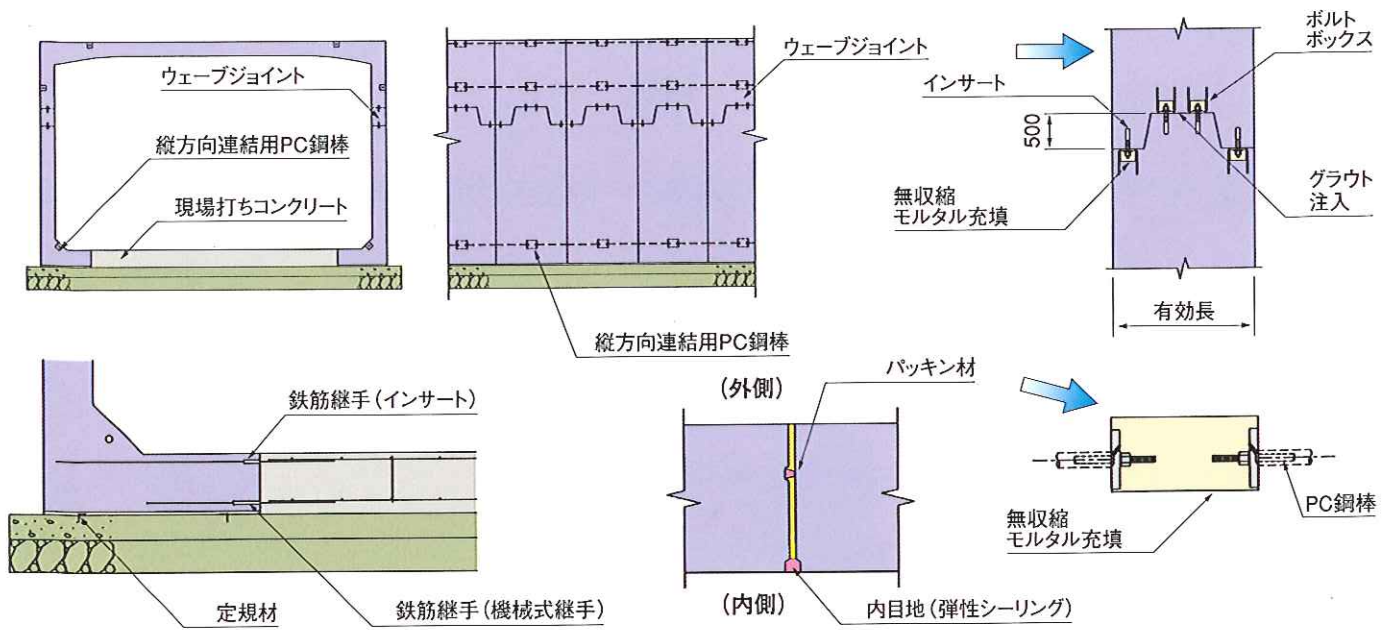 ウェーブジョイント
縦方向連結用PC鋼棒
現場打ちコンクリート
ウェーブジョイント
縦方向連結用PC鋼棒
ボルト
ボックス
インサート
500
無収縮
モルタル充填
グラウト
注入
有効長
鉄筋継手（インサート）
定規材
鉄筋継手（機械式継手）
（外側）
パッキン材
（内側）
内目地（弾性シーリング）
無収縮
モルタル充填
PC鋼棒